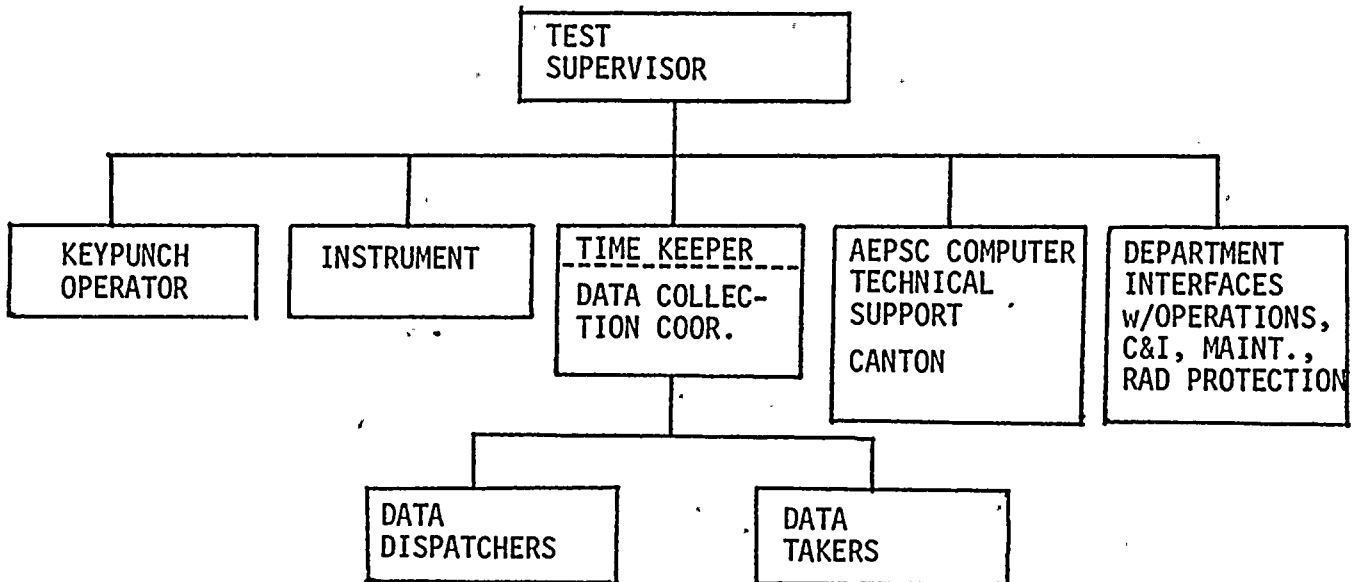 TEST
SUPERVISOR
KEYPUNCH
OPERATOR
INSTRUMENT
TIME KEEPER
DATA COLLEC-
TION COOR.
AEPSC COMPUTER
TECHNICAL
SUPPORT
CANTON
DEPARTMENT
INTERFACES
w/OPERATIONS,
C&I, MAINT.,
RAD PROTECTION
DATA
DISPATCHERS
DATA
TAKERS